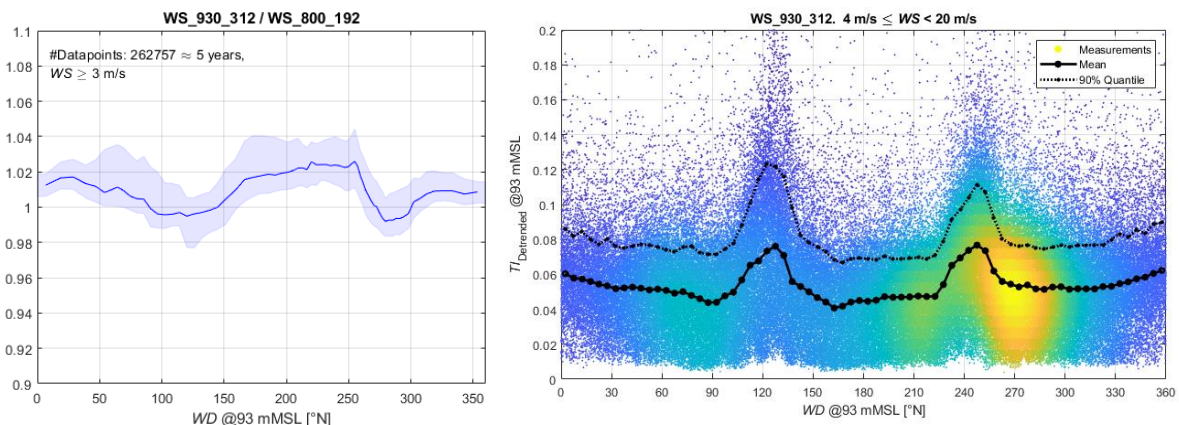 WS_930_312 / WS_800_192
#Datapoints: 262757 ≈ 5 years,
WS ≥ 3 m/s
1.1
1.08
1.06
1.04
1.02
1
0.98
0.96
0.94
0.92
0.9
0 50 100 150 200 250 300 350
WD @93 mMSL [°N]
WS_930_312. 4 m/s ≤ WS < 20 m/s
Measurements
Mean
90% Quantile
TI_Detrended @93 mMSL
0.2
0.18
0.16
0.14
0.12
0.1
0.08
0.06
0.04
0.02
0
0 30 60 90 120 150 180 210 240 270 300 330 360
WD @93 mMSL [°N]